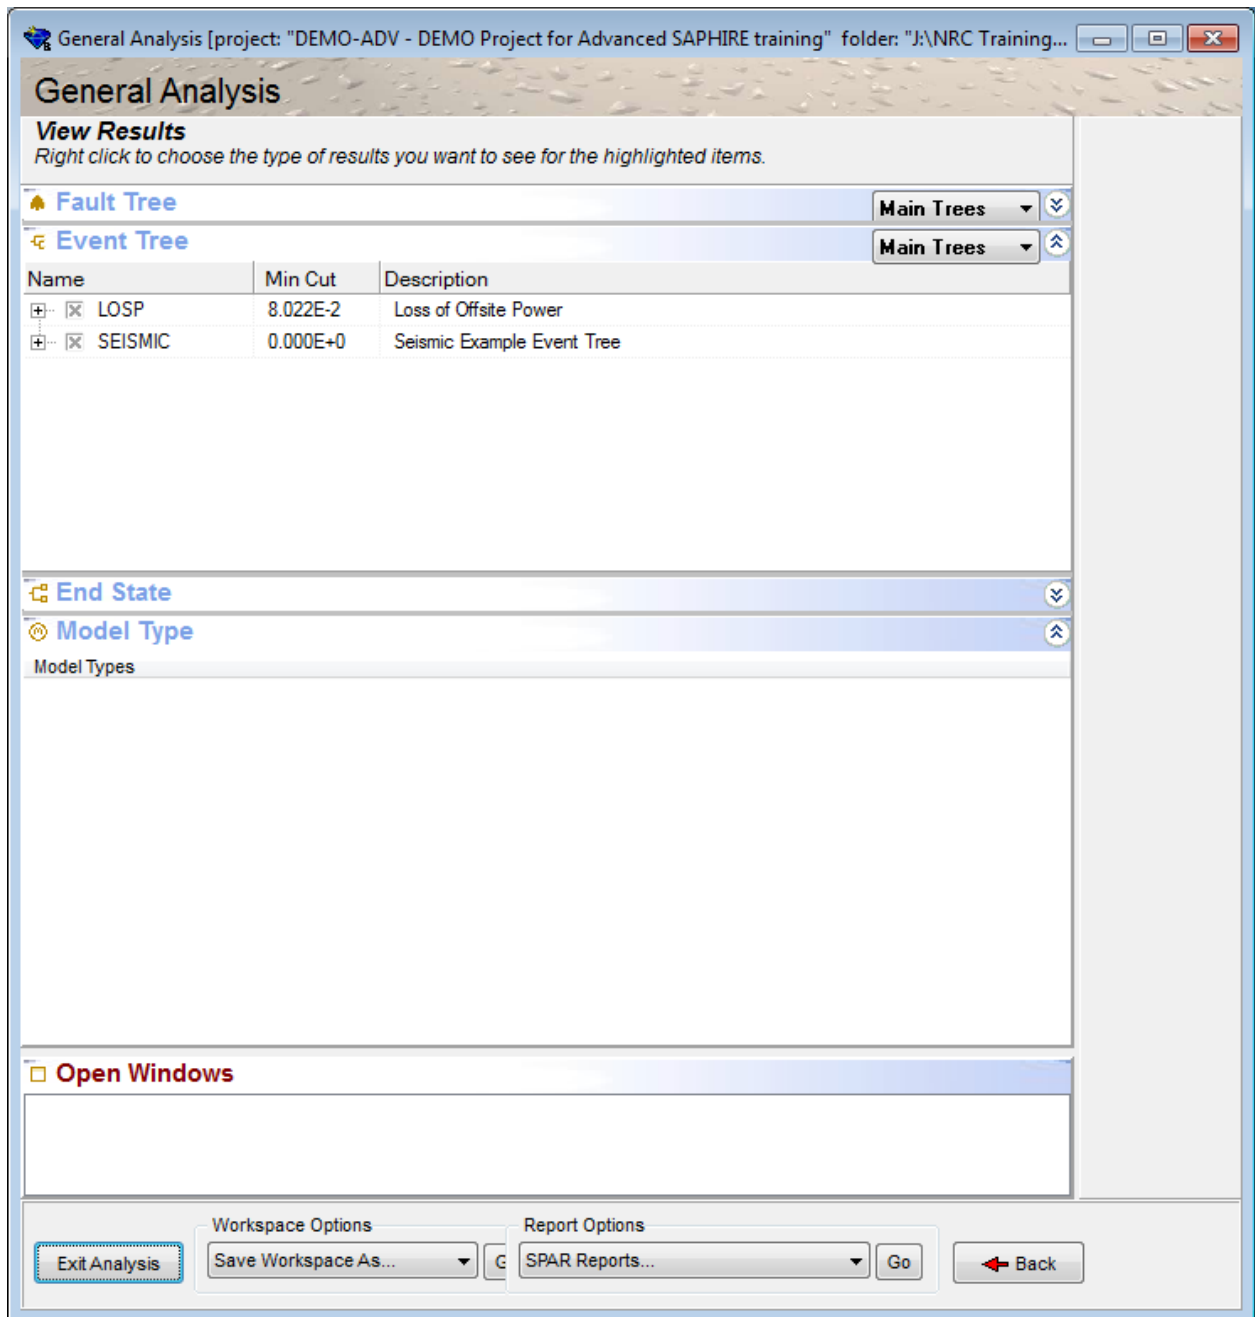 General Analysis [project: "DEMO-ADV - DEMO Project for Advanced SAPHIRE training"  folder: "J:\NRC Training...
General Analysis
View Results
Right click to choose the type of results you want to see for the highlighted items.
Fault Tree Main Trees
Event Tree Main Trees
Name Min Cut Description
LOSP 8.022E-2 Loss of Offsite Power
SEISMIC 0.000E+0 Seismic Example Event Tree
End State
Model Type
Model Types
Open Windows
Workspace Options Report Options
Exit Analysis Save Workspace As... G SPAR Reports... Go Back